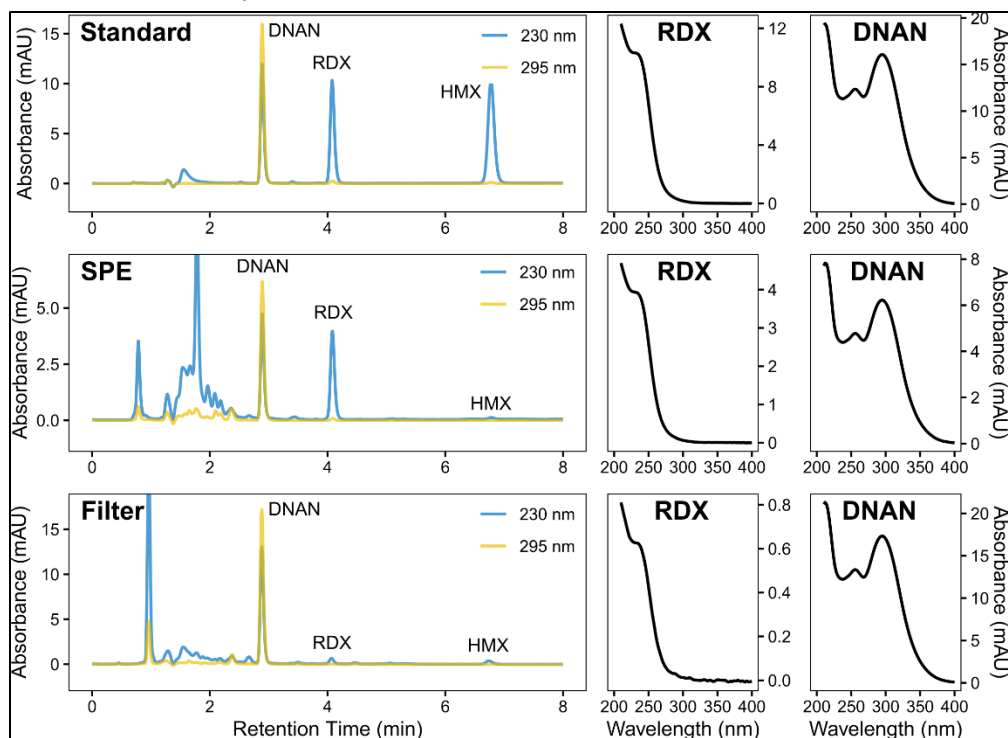 Standard
DNAN
RDX
HMX
230 nm
295 nm
Absorbance (mAU)
15
10
5
0
0 2 4 6 8
RDX
12
8
4
0
200 250 300 350 400
DNAN
20
15
10
5
0
200 250 300 350 400
Absorbance (mAU)
SPE
DNAN
RDX
HMX
230 nm
295 nm
Absorbance (mAU)
5.0
2.5
0.0
0 2 4 6 8
RDX
4
3
2
1
0
200 250 300 350 400
DNAN
8
6
4
2
0
200 250 300 350 400
Absorbance (mAU)
Filter
DNAN
RDX
HMX
230 nm
295 nm
Absorbance (mAU)
15
10
5
0
0 2 4 6 8
Retention Time (min)
RDX
0.8
0.6
0.4
0.2
0.0
200 250 300 350 400
Wavelength (nm)
DNAN
20
15
10
5
0
200 250 300 350 400
Wavelength (nm)
Absorbance (mAU)